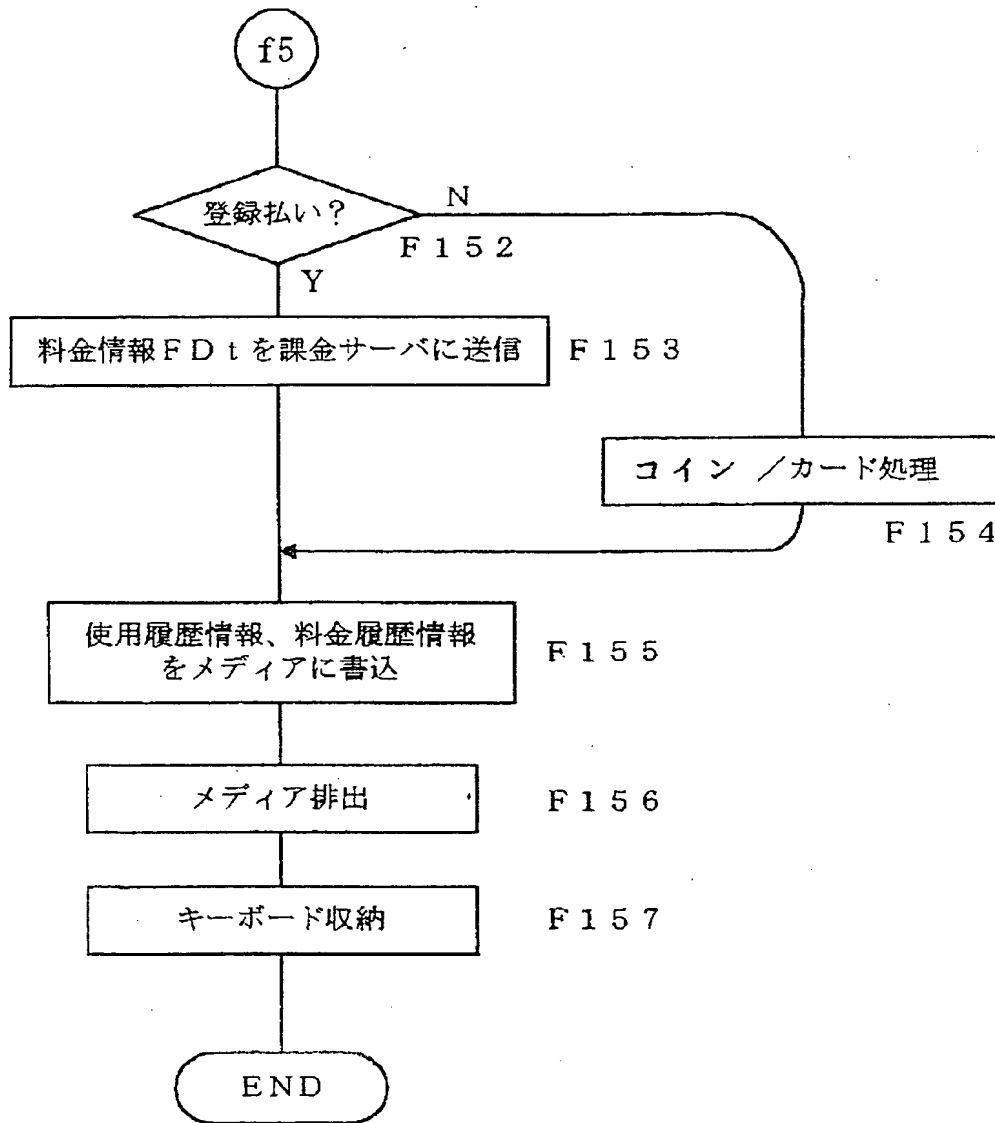 f5
登録払い？
N
F152
Y
料金情報FDtを課金サーバに送信
F153
コイン ／カード処理
F154
使用履歴情報、料金履歴情報
をメディアに書込
F155
メディア排出
F156
キーボード収納
F157
END